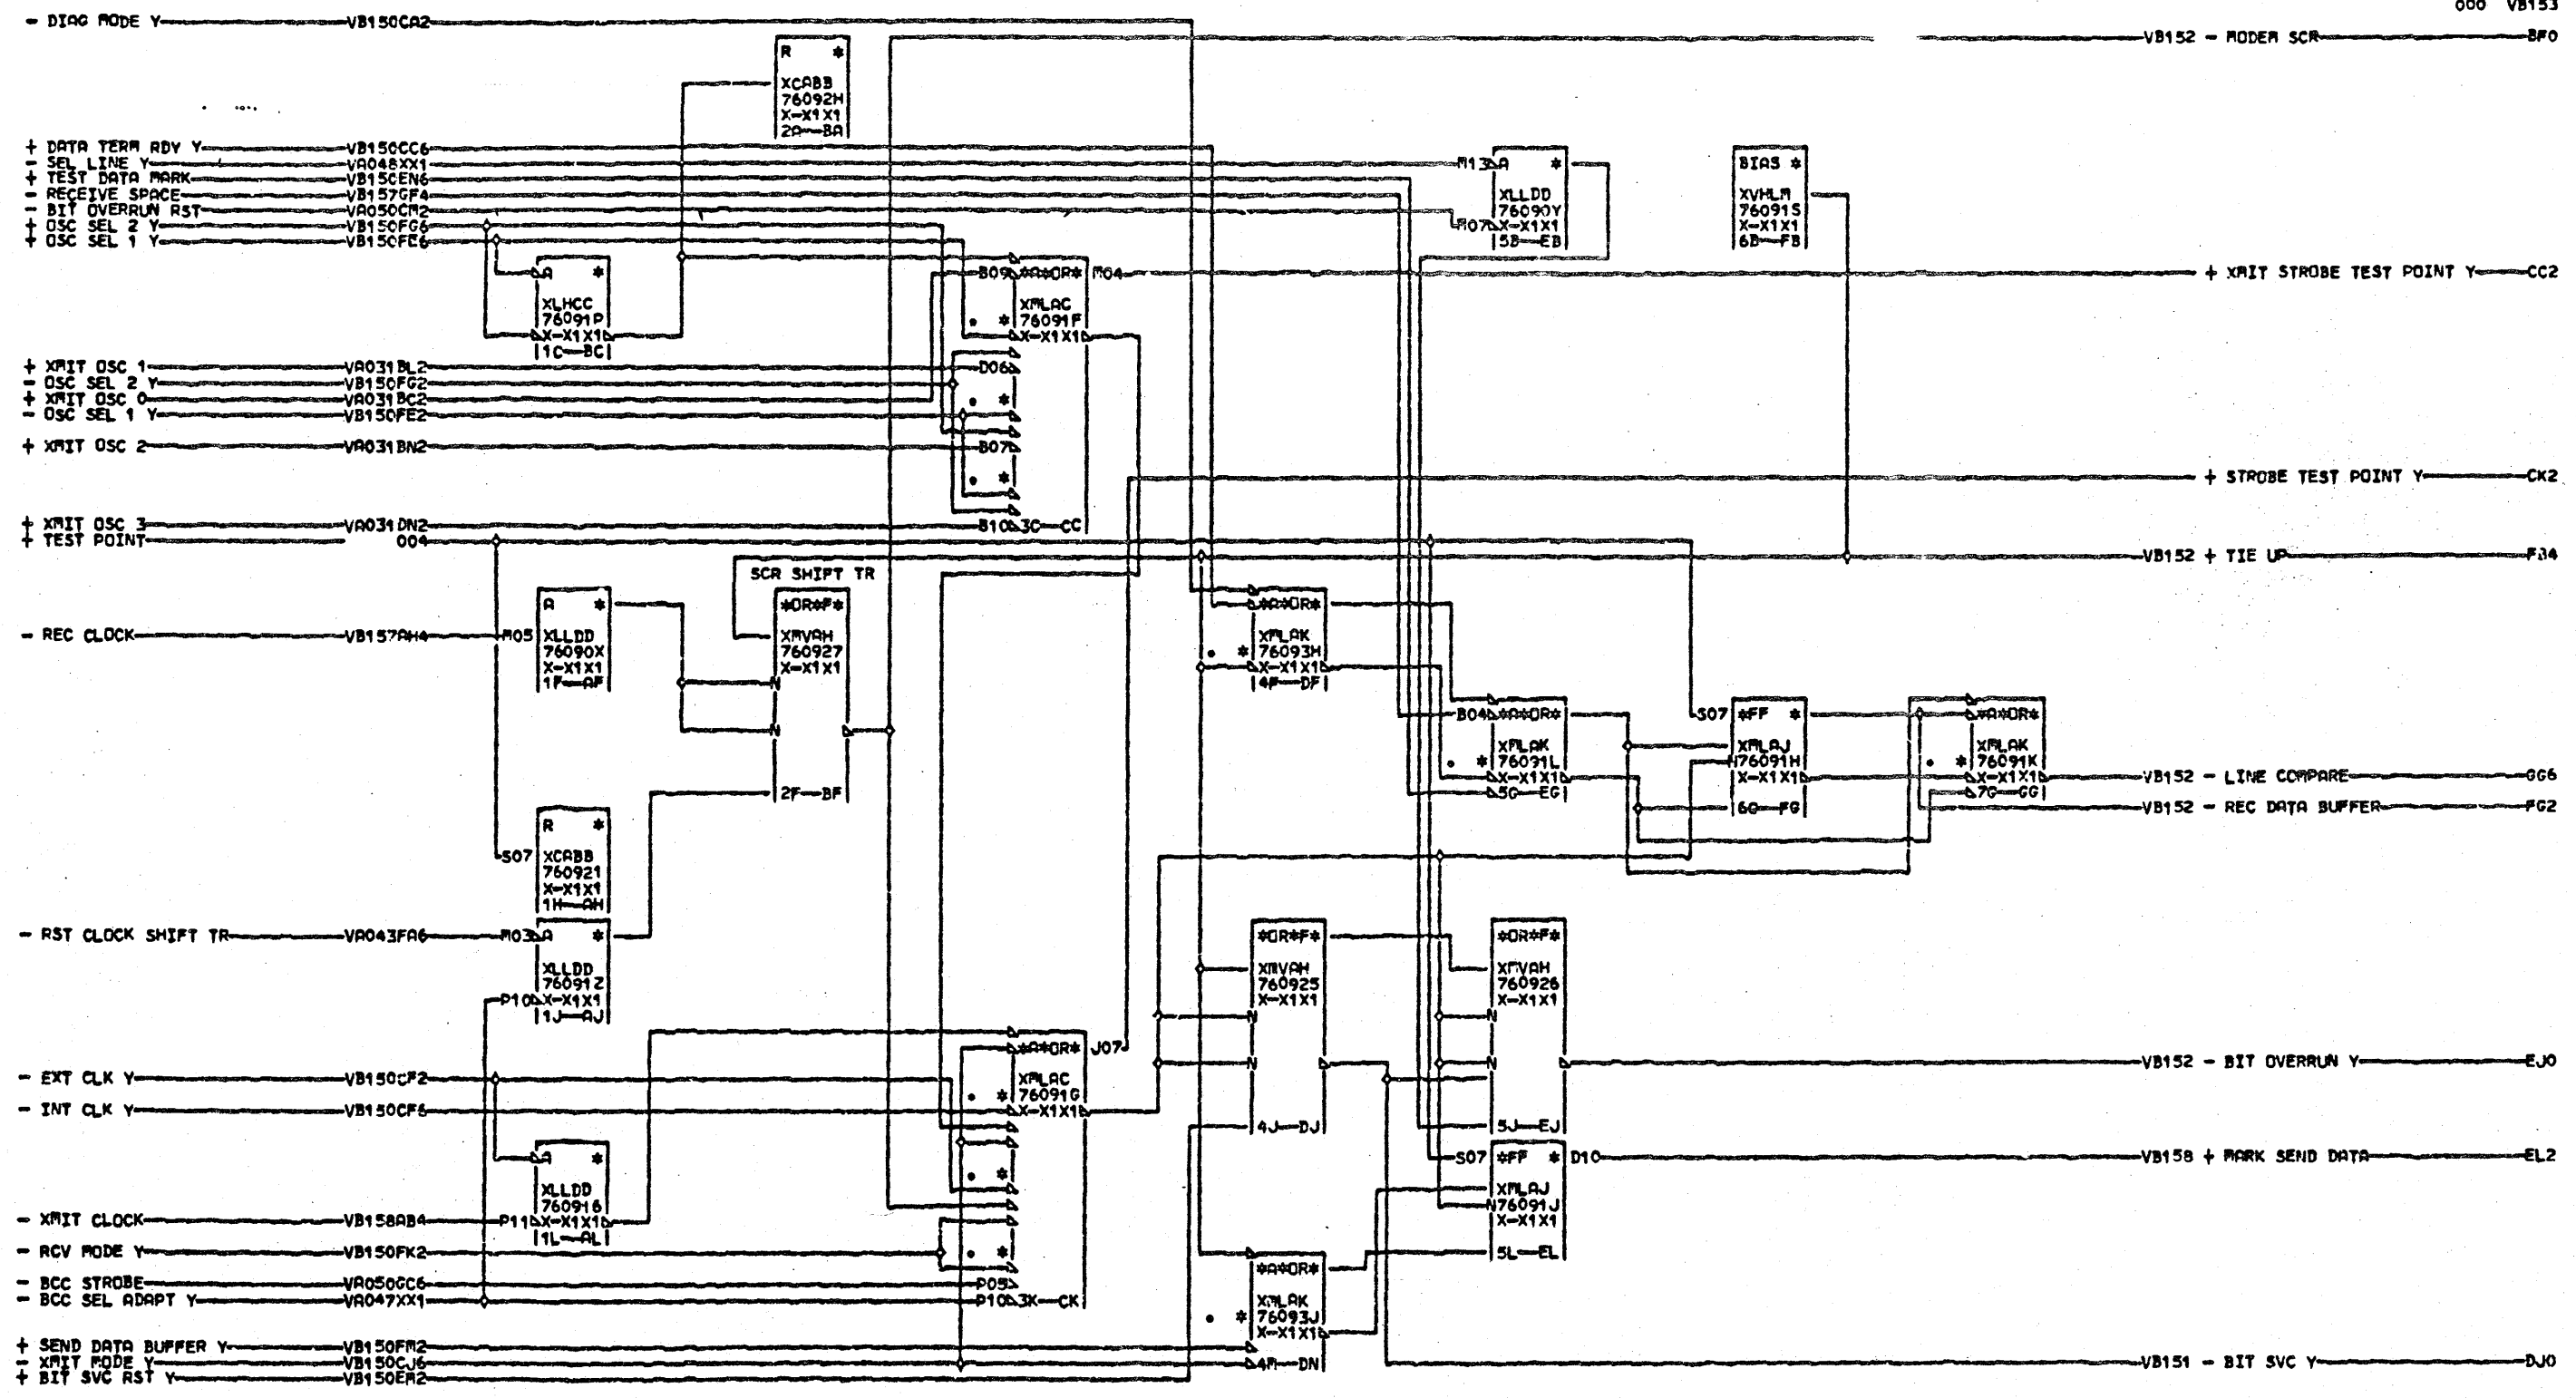 000 VB153
- DIAG MODE Y VB150CA2
VB152 - MODEM SCR BF0
R *
XCABB
76092H
X-X1X1
2A BA
+ DATA TERM RDY Y VB150CC6
- SEL LINE Y VA048XX1
+ TEST DATA MARK VB150EN6
- RECEIVE SPACE VB157GF4
- BIT OVERRUN RST VA050CM2
+ OSC SEL 2 Y VB150FG6
+ OSC SEL 1 Y VB150FE6
M13 A *
XLLDD
76090Y
M07 X-X1X1
5B EB
BIAS *
XVHLM
76091S
X-X1X1
6B FB
A *
XLHCC
76091P
X-X1X1
1C BC
B09 *A*OR* M04
XMLAC
76091F
• * X-X1X1
+ XMIT STROBE TEST POINT Y CC2
+ XMIT OSC 1 VA031BL2 D06
- OSC SEL 2 Y VB150FG2
+ XMIT OSC 0 VA031BC2
- OSC SEL 1 Y VB150FE2
• *
+ XMIT OSC 2 VA031BN2 B07
• *
+ STROBE TEST POINT Y CK2
+ XMIT OSC 3 VA031DN2 B10 3C CC
+ TEST POINT 004
VB152 + TIE UP FB4
SCR SHIFT TR
A *
- REC CLOCK VB157AH4 M05 XLLDD
76090X
X-X1X1
1F AF
*OR*F*
XMVAH
760927
X-X1X1
N
N
2F BF
*A*OR*
XMLAK
• * 76093H
X-X1X1
4F DF
B04 *A*OR*
XMLAK
• * 76091L
X-X1X1
5G EG
S07 *FF *
XMLAJ
N 76091H
X-X1X1
6G FG
*A*OR*
XMLAK
• * 76091K
X-X1X1
7G GG
VB152 - LINE COMPARE GG6
VB152 - REC DATA BUFFER FG2
R *
S07 XCABB
760921
X-X1X1
1H AH
- RST CLOCK SHIFT TR VA043FA6 M03 A *
XLLDD
76091Z
P10 X-X1X1
1J AJ
*OR*F*
XMVAH
760925
X-X1X1
N
N
4J DJ
*OR*F*
XMVAH
760926
X-X1X1
N
N
5J EJ
VB152 - BIT OVERRUN Y EJ0
*A*OR* J07
XMLAC
76091G
• * X-X1X1
- EXT CLK Y VB150CF2
- INT CLK Y VB150CF6
A *
XLLDD
760916
- XMIT CLOCK VB158AB4 P11 X-X1X1
1L AL
• *
S07 *FF * D10
XMLAJ
N 76091J
X-X1X1
5L EL
VB158 + MARK SEND DATA EL2
- RCV MODE Y VB150FK2 • *
- BCC STROBE VA050GC6 P05
- BCC SEL ADAPT Y VA047XX1 P10 3K CK
*A*OR*
XMLAK
• * 76093J
X-X1X1
4M DN
+ SEND DATA BUFFER Y VB150FM2
- XMIT MODE Y VB150CJ6
+ BIT SVC RST Y VB150EM2
VB151 - BIT SVC Y DJ0